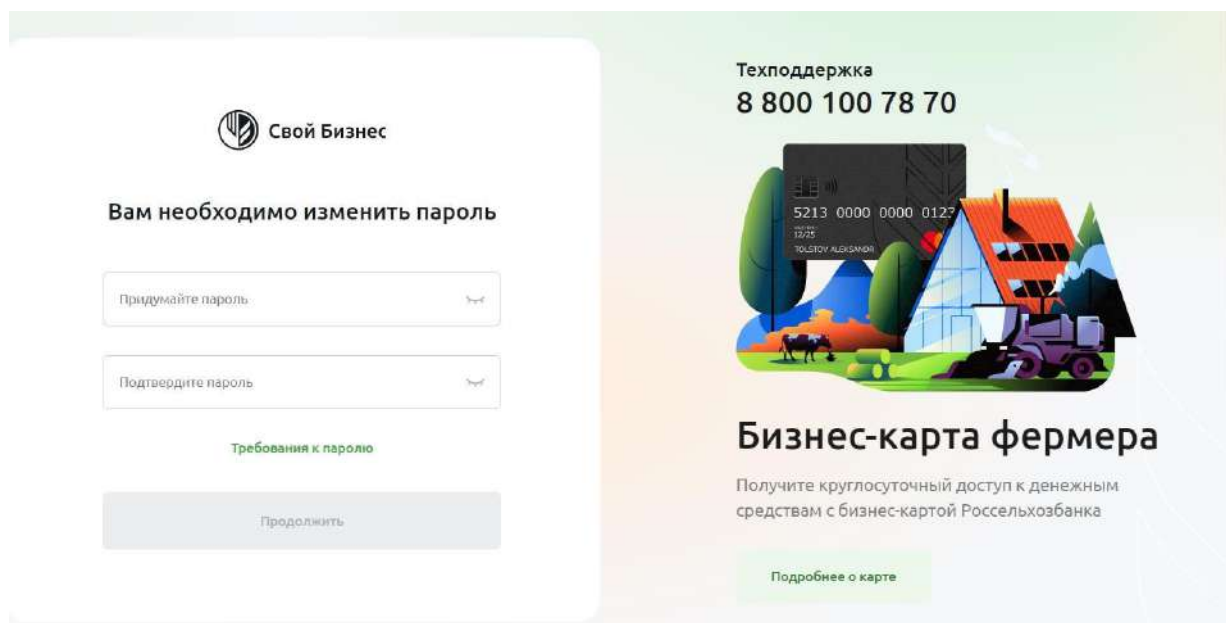 Свой Бизнес
Вам необходимо изменить пароль
Придумайте пароль
Подтвердите пароль
Требования к паролю
Продолжить
Техподдержка
8 800 100 78 70
5213 0000 0000 0123
12/25
TOLSTOY ALEKSANDR
Бизнес-карта фермера
Получите круглосуточный доступ к денежным
средствам с бизнес-картой Россельхозбанка
Подробнее о карте